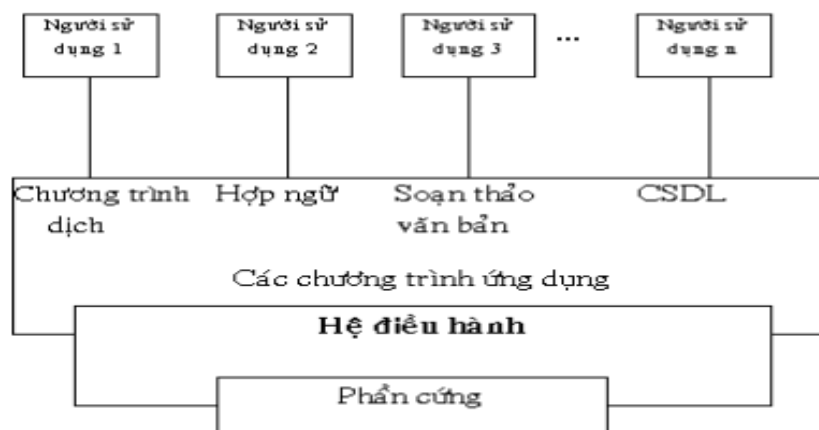 Người sử
dụng 1
Người sử
dụng 2
Người sử
dụng 3
...
Người sử
dụng n
Chương trình
dịch
Hợp ngữ
Soạn thảo
văn bản
CSDL
Các chương trình ứng dụng
Hệ điều hành
Phần cứng